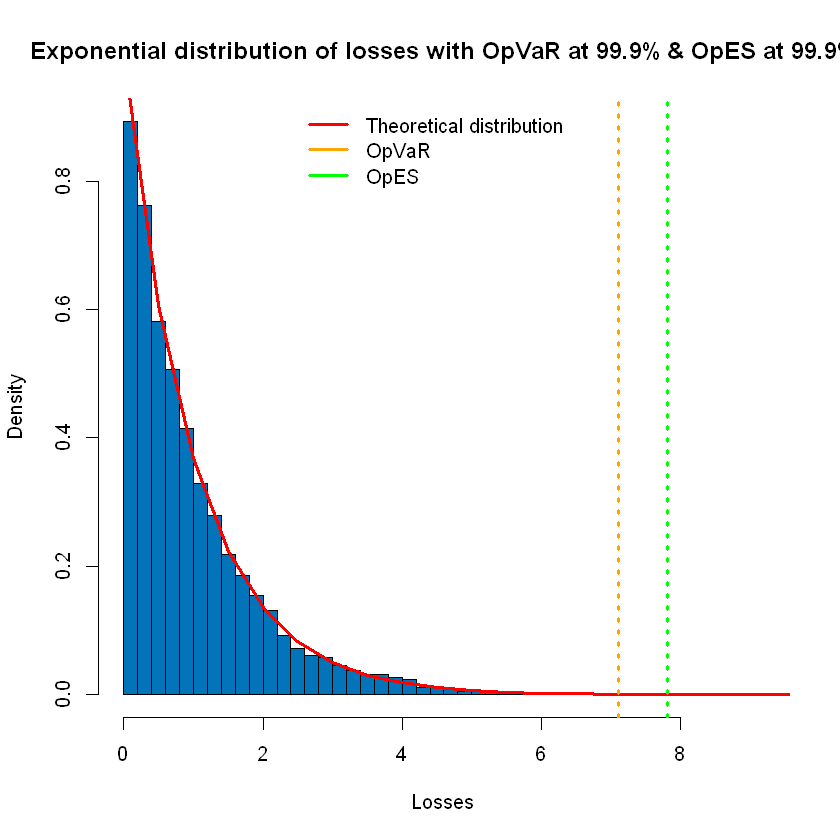 Exponential distribution of losses with OpVaR at 99.9% & OpES at 99.9%
Theoretical distribution
OpVaR
OpES
Density
0.8
0.6
0.4
0.2
0.0
0 2 4 6 8
Losses